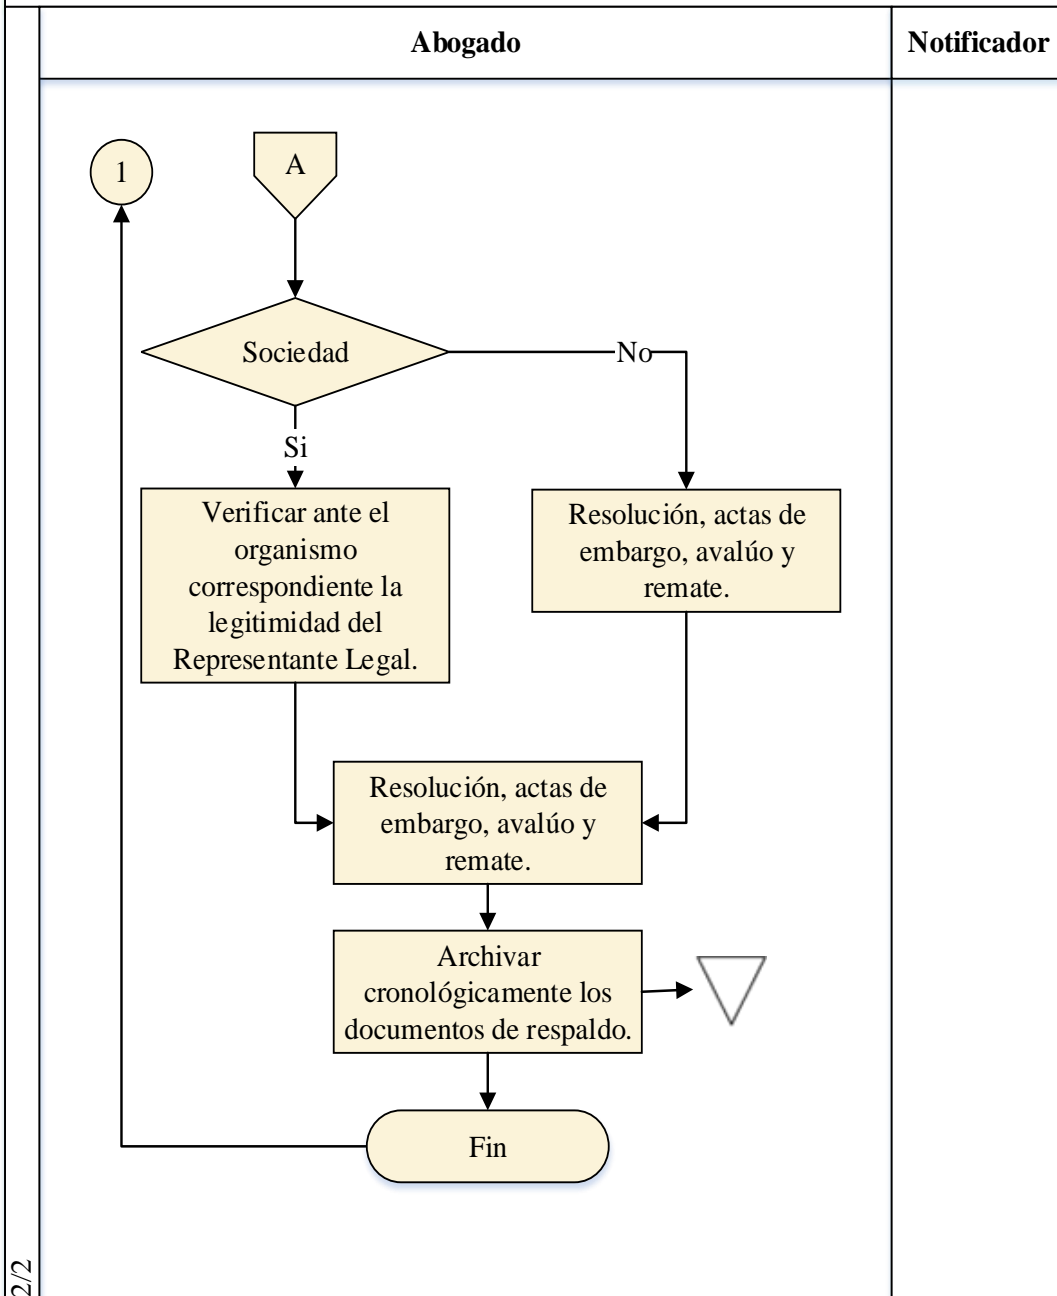 Abogado
Notificador
1
A
Sociedad
No
Si
Verificar ante el
organismo
correspondiente la
legitimidad del
Representante Legal.
Resolución, actas de
embargo, avalúo y
remate.
Resolución, actas de
embargo, avalúo y
remate.
Archivar
cronológicamente los
documentos de respaldo.
Fin
2/2